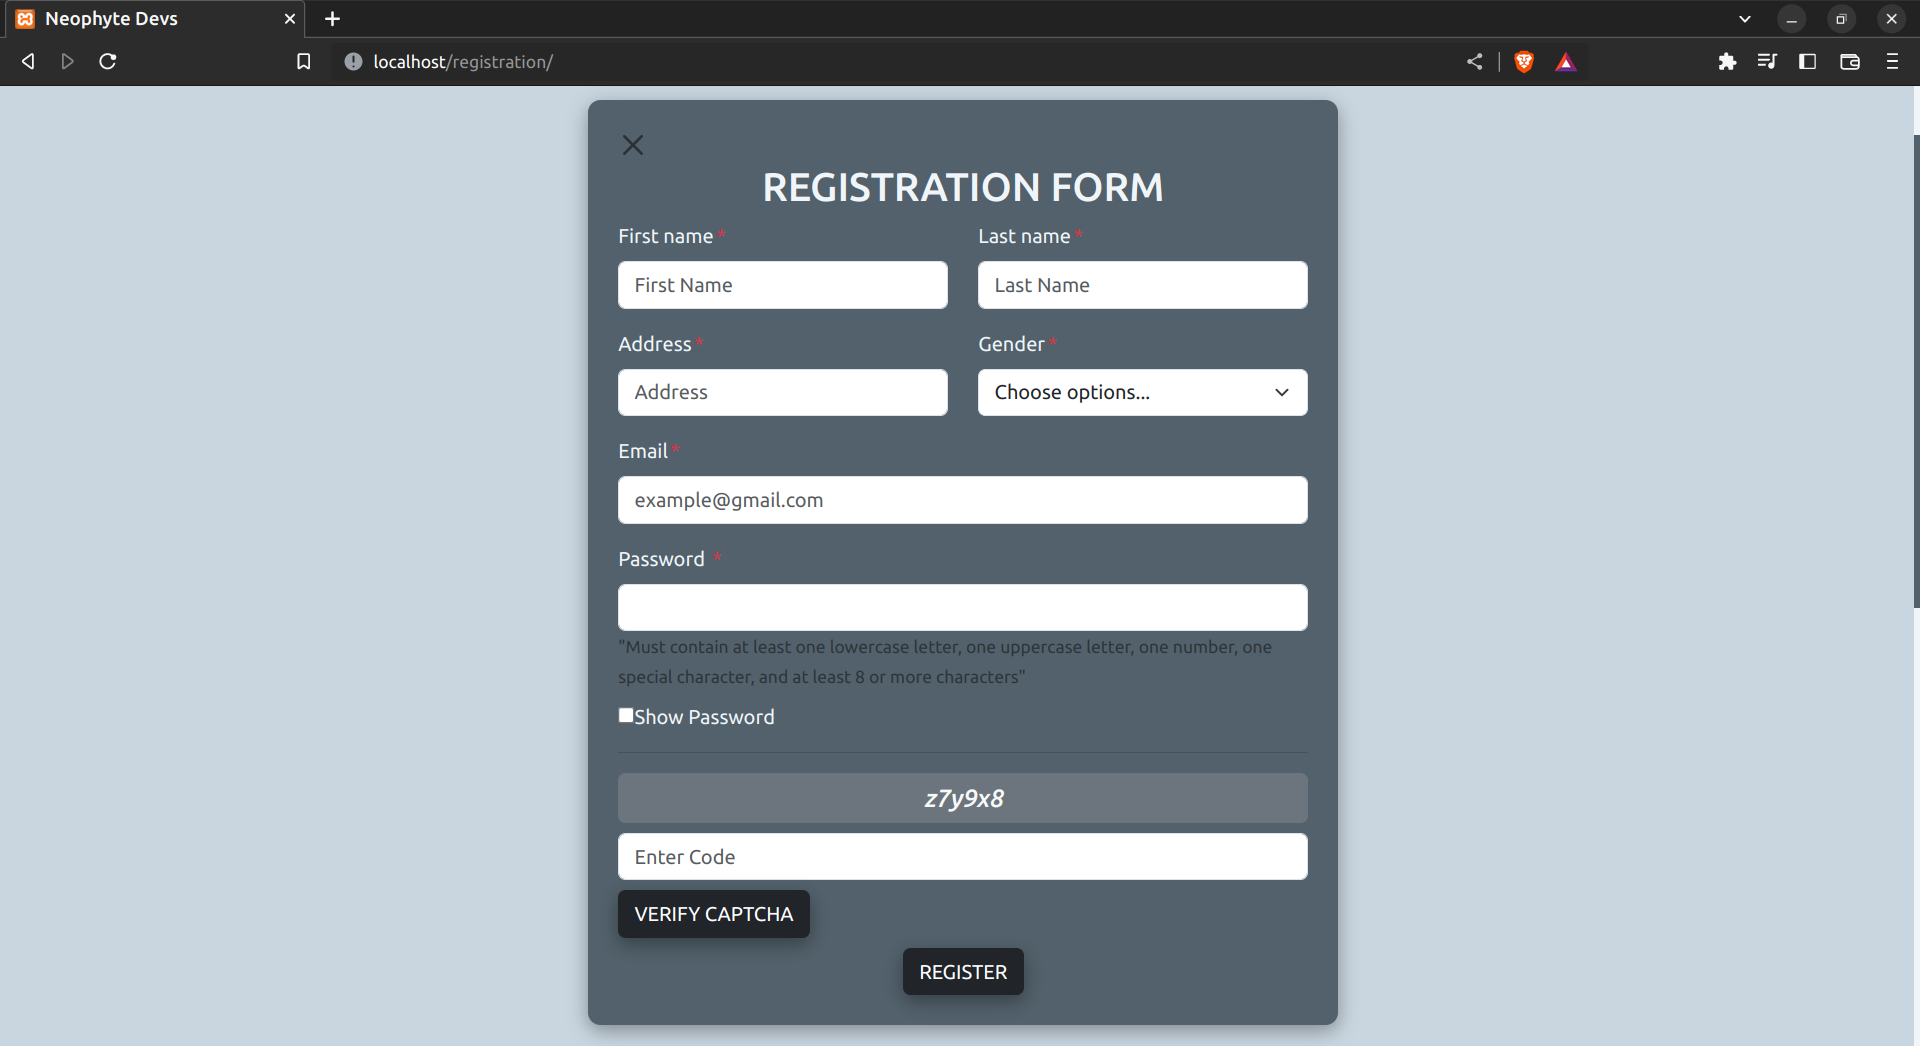 Neophyte Devs
localhost/registration/
REGISTRATION FORM
First name *
Last name *
First Name
Last Name
Address *
Gender *
Address
Choose options...
Email *
example@gmail.com
Password *
"Must contain at least one lowercase letter, one uppercase letter, one number, one
special character, and at least 8 or more characters"
Show Password
z7y9x8
Enter Code
VERIFY CAPTCHA
REGISTER